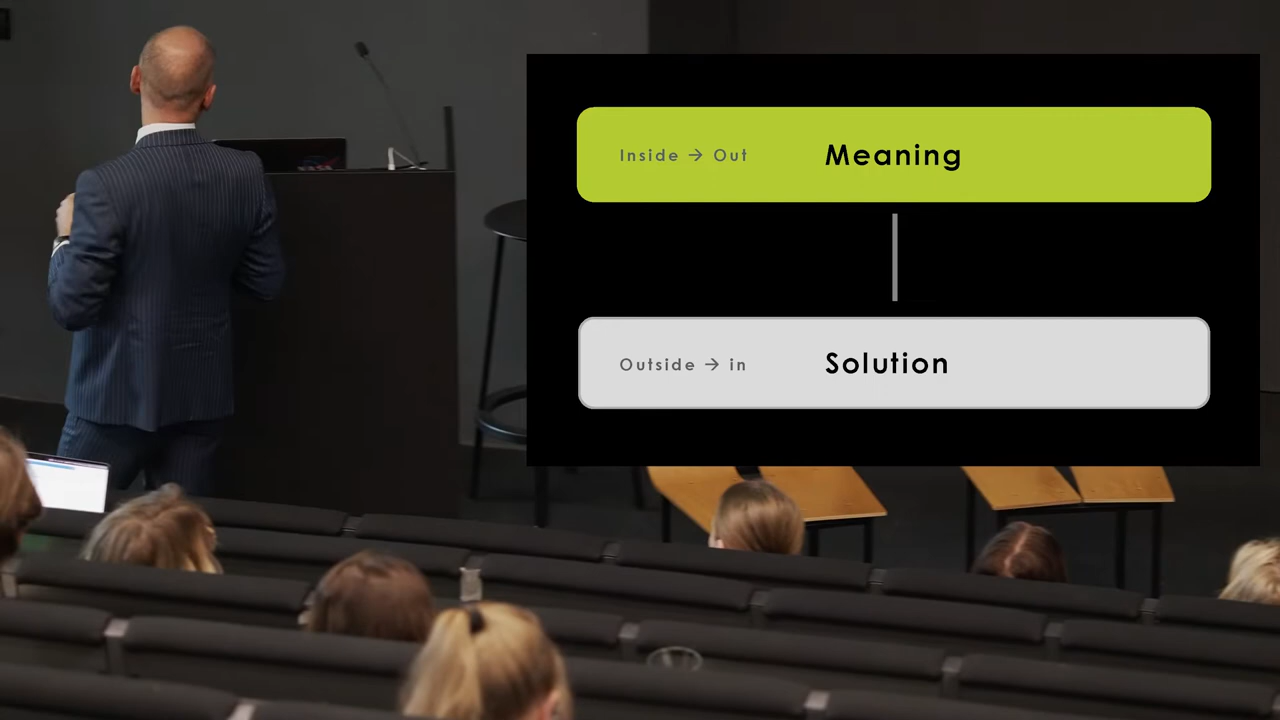 Inside → Out Meaning
Outside → in Solution